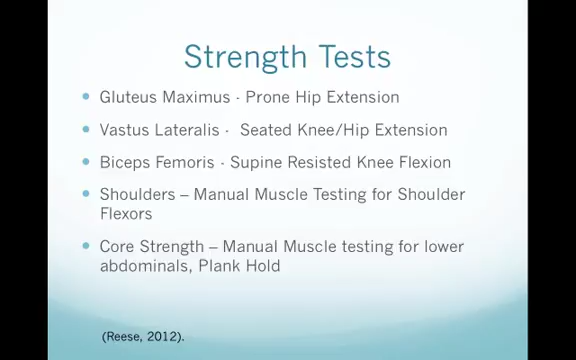 Strength Tests
• Gluteus Maximus - Prone Hip Extension
• Vastus Lateralis - Seated Knee/Hip Extension
• Biceps Femoris - Supine Resisted Knee Flexion
• Shoulders – Manual Muscle Testing for Shoulder
Flexors
• Core Strength – Manual Muscle testing for lower
abdominals, Plank Hold
(Reese, 2012).